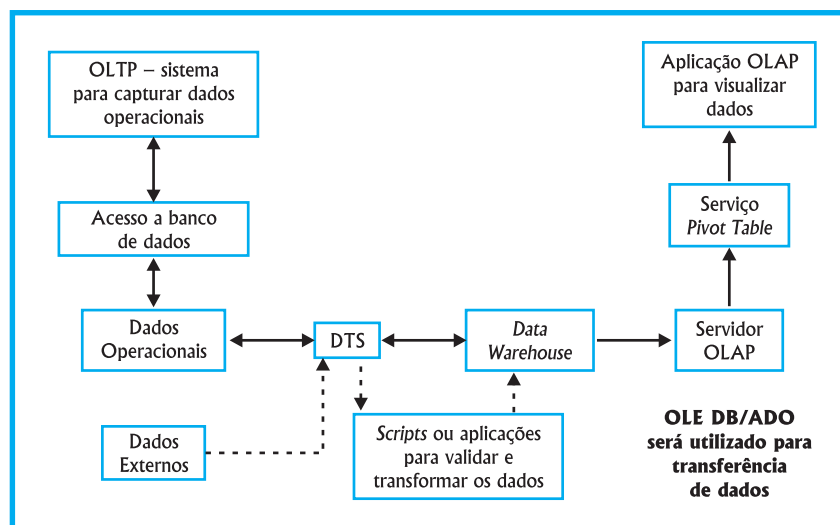 OLTP – sistema
para capturar dados
operacionais
Acesso a banco
de dados
Dados
Operacionais
DTS
Data
Warehouse
Servidor
OLAP
Serviço
Pivot Table
Aplicação OLAP
para visualizar
dados
Dados
Externos
Scripts ou aplicações
para validar e
transformar os dados
OLE DB/ADO
será utilizado para
transferência
de dados